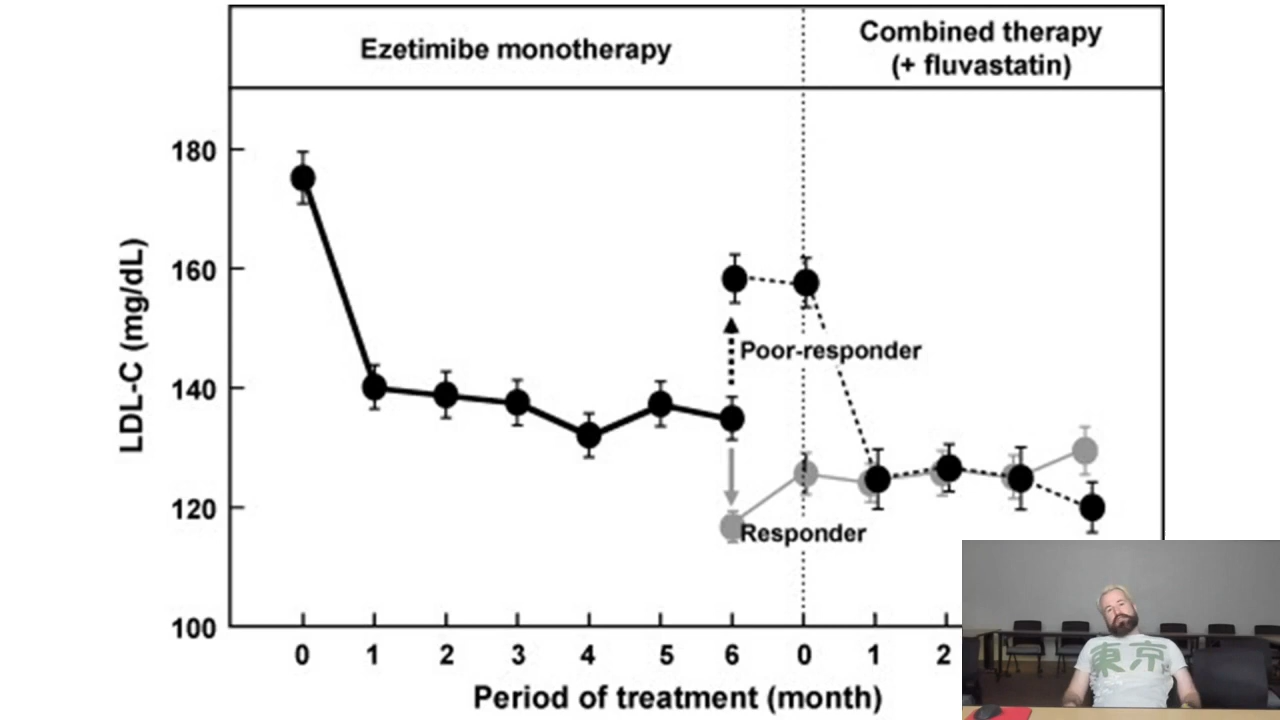 Ezetimibe monotherapy
Combined therapy
(+ fluvastatin)
180
160
140
120
100
LDL-C (mg/dL)
Poor-responder
Responder
0 1 2 3 4 5 6 0 1 2
Period of treatment (month)
東京